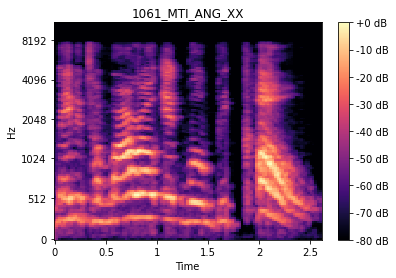 1061_MTI_ANG_XX
+0 dB
8192
-10 dB
4096
-20 dB
-30 dB
2048
Hz
-40 dB
1024
-50 dB
512
-60 dB
-70 dB
0
-80 dB
0 0.5 1 1.5 2 2.5
Time